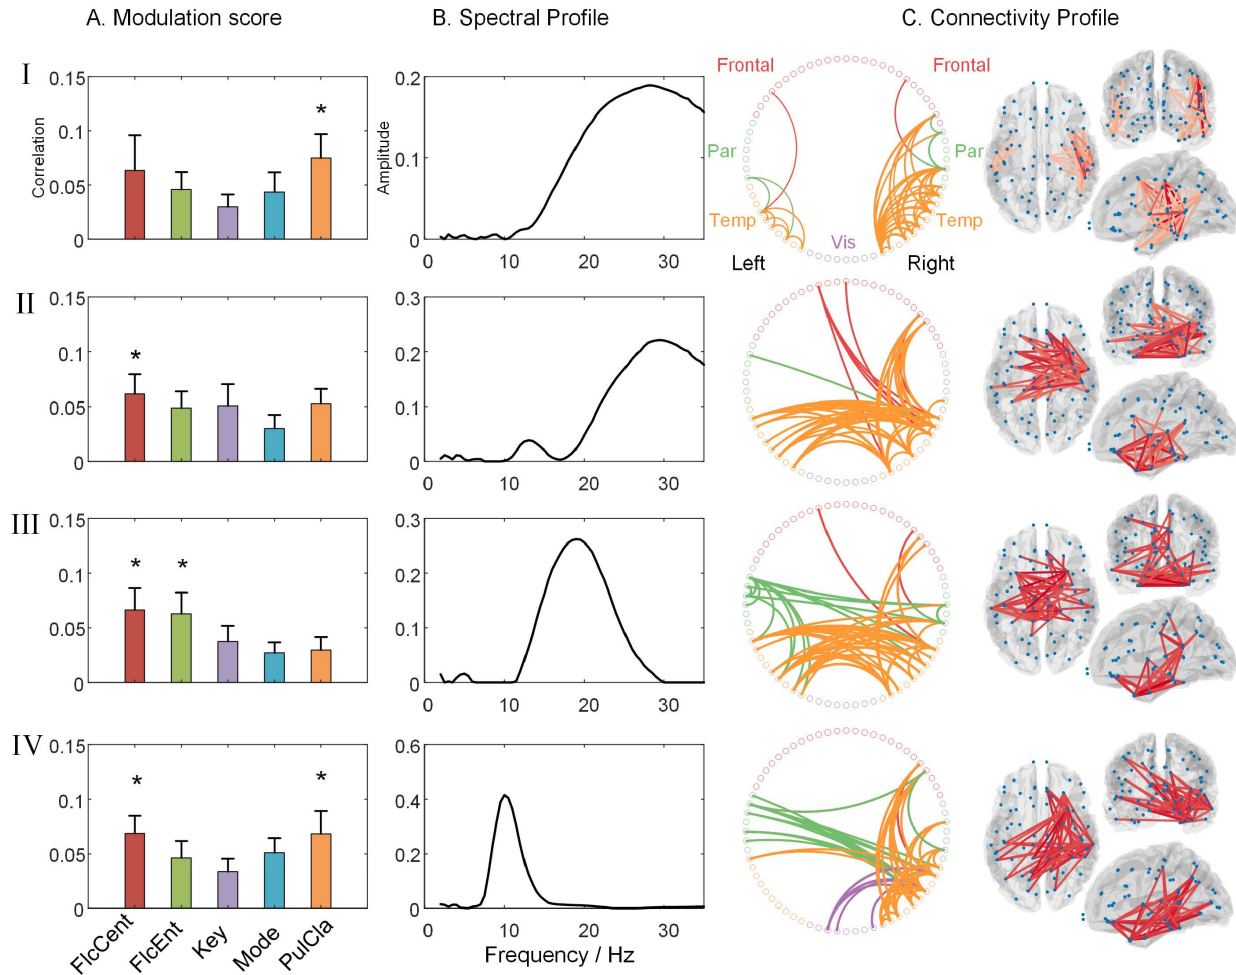 A. Modulation score
B. Spectral Profile
C. Connectivity Profile
I
0.15
0.1
0.05
0
Correlation
*
0.2
0.1
0
Amplitude
0 10 20 30
Frontal Frontal
Par Par
Temp Temp
Vis
Left Right
II
0.15
0.1
0.05
0
*
0.3
0.2
0.1
0
0 10 20 30
III
0.15
0.1
0.05
0
* *
0.3
0.2
0.1
0
0 10 20 30
IV
0.15
0.1
0.05
0
* *
FlcCent FlcEnt Key Mode PulCla
0.6
0.4
0.2
0
0 10 20 30
Frequency / Hz